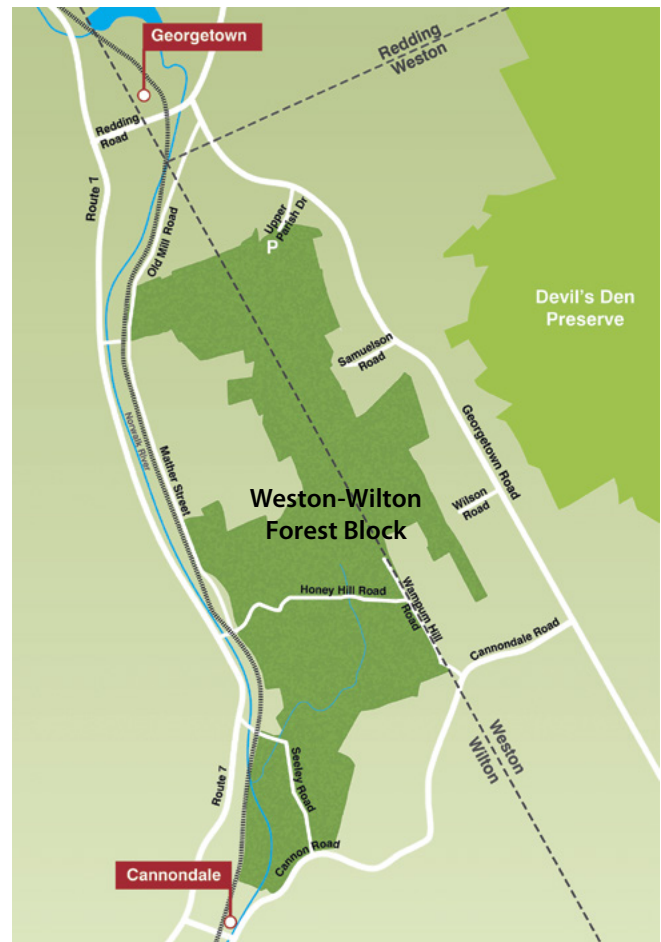 Georgetown
Redding
Weston
Redding
Road
Route 7
Old Mill Road
Upper
Parish Dr
P
Devil's Den
Preserve
Samuelson
Road
Georgetown Road
Norwalk River
Mather Street
Weston-Wilton
Forest Block
Wilson
Road
Honey Hill Road
Wampum Hill
Road
Cannondale Road
Weston
Wilton
Route 7
Seeley Road
Cannon Road
Cannondale